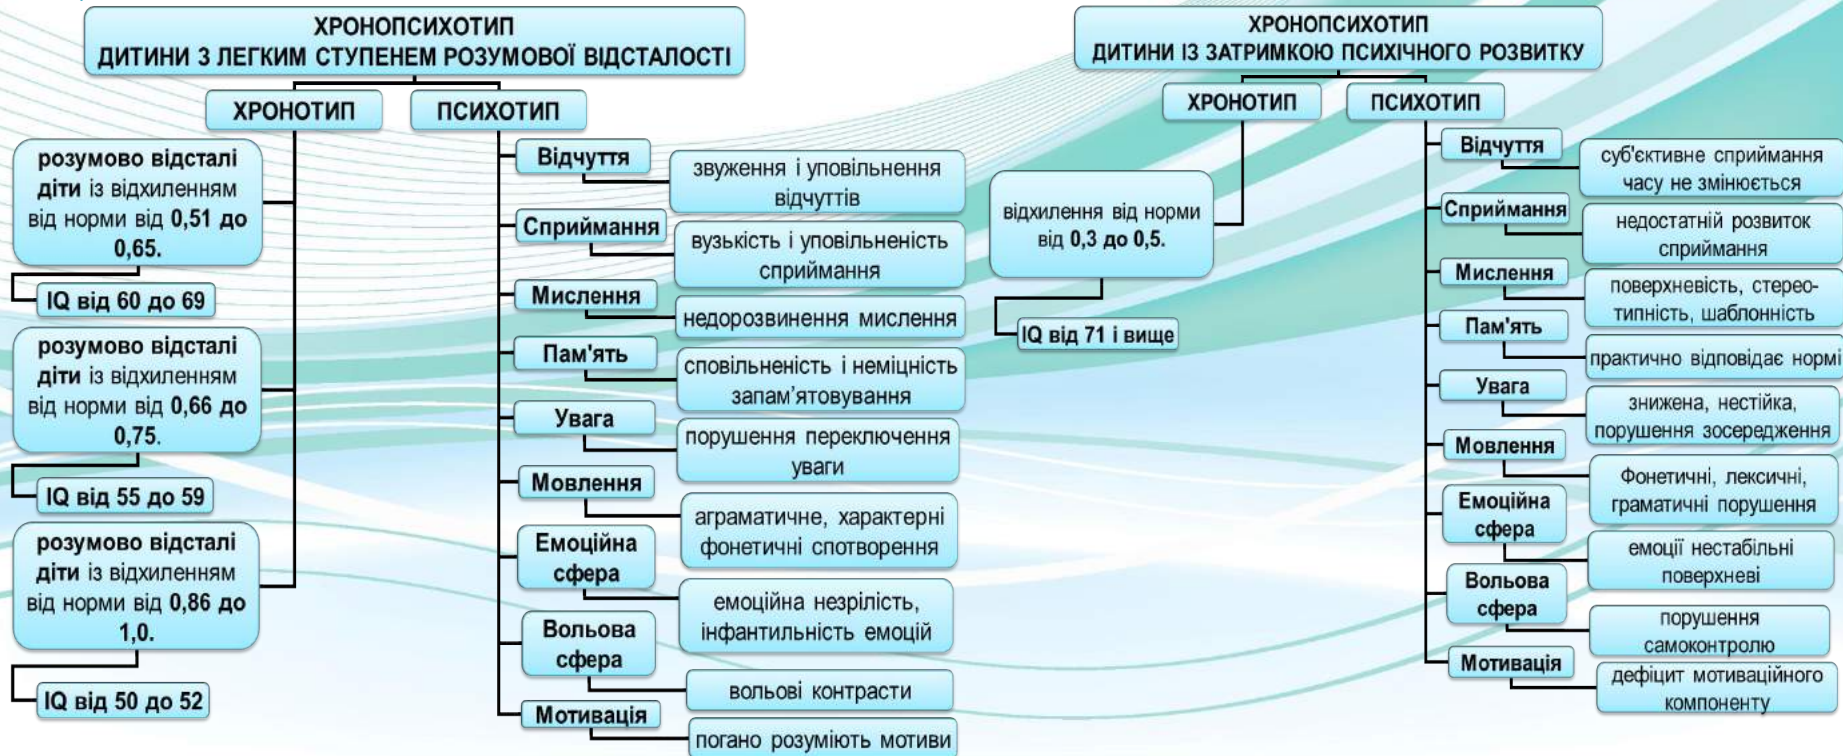 ХРОНОПСИХОТИП
ДИТИНИ З ЛЕГКИМ СТУПЕНЕМ РОЗУМОВОЇ ВІДСТАЛОСТІ
ХРОНОТИП
розумово відсталі
діти із відхиленням
від норми від 0,51 до
0,65.
IQ від 60 до 69
розумово відсталі
діти із відхиленням
від норми від 0,66 до
0,75.
IQ від 55 до 59
розумово відсталі
діти із відхиленням
від норми від 0,86 до
1,0.
IQ від 50 до 52
ПСИХОТИП
Відчуття
звуження і уповільнення
відчуттів
Сприймання
вузькість і уповільненість
сприймання
Мислення
недорозвинення мислення
Пам'ять
сповільненість і неміцність
запам’ятовування
Увага
порушення переключення
уваги
Мовлення
аграматичне, характерні
фонетичні спотворення
Емоційна
сфера
емоційна незрілість,
інфантильність емоцій
Вольова
сфера
вольові контрасти
Мотивація
погано розуміють мотиви
ХРОНОПСИХОТИП
ДИТИНИ ІЗ ЗАТРИМКОЮ ПСИХІЧНОГО РОЗВИТКУ
ХРОНОТИП
відхилення від норми
від 0,3 до 0,5.
IQ від 71 і вище
ПСИХОТИП
Відчуття
суб'єктивне сприймання
часу не змінюється
Сприймання
недостатній розвиток
сприймання
Мислення
поверхневість, стерео-
типність, шаблонність
Пам'ять
практично відповідає нормі
Увага
знижена, нестійка,
порушення зосередження
Мовлення
Фонетичні, лексичні,
граматичні порушення
Емоційна
сфера
емоції нестабільні
поверхневі
Вольова
сфера
порушення
самоконтролю
Мотивація
дефіцит мотиваційного
компоненту